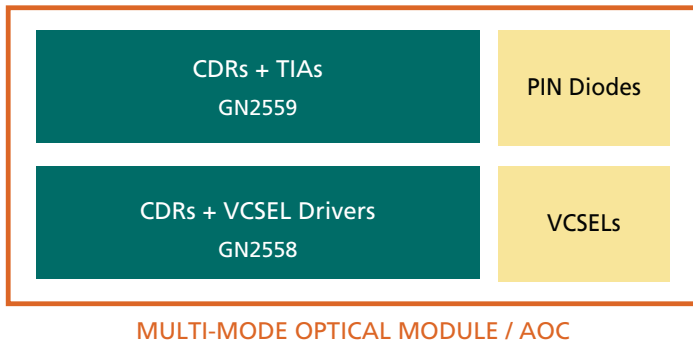 CDRs + TIAs
GN2559
PIN Diodes
CDRs + VCSEL Drivers
GN2558
VCSELs
MULTI-MODE OPTICAL MODULE / AOC